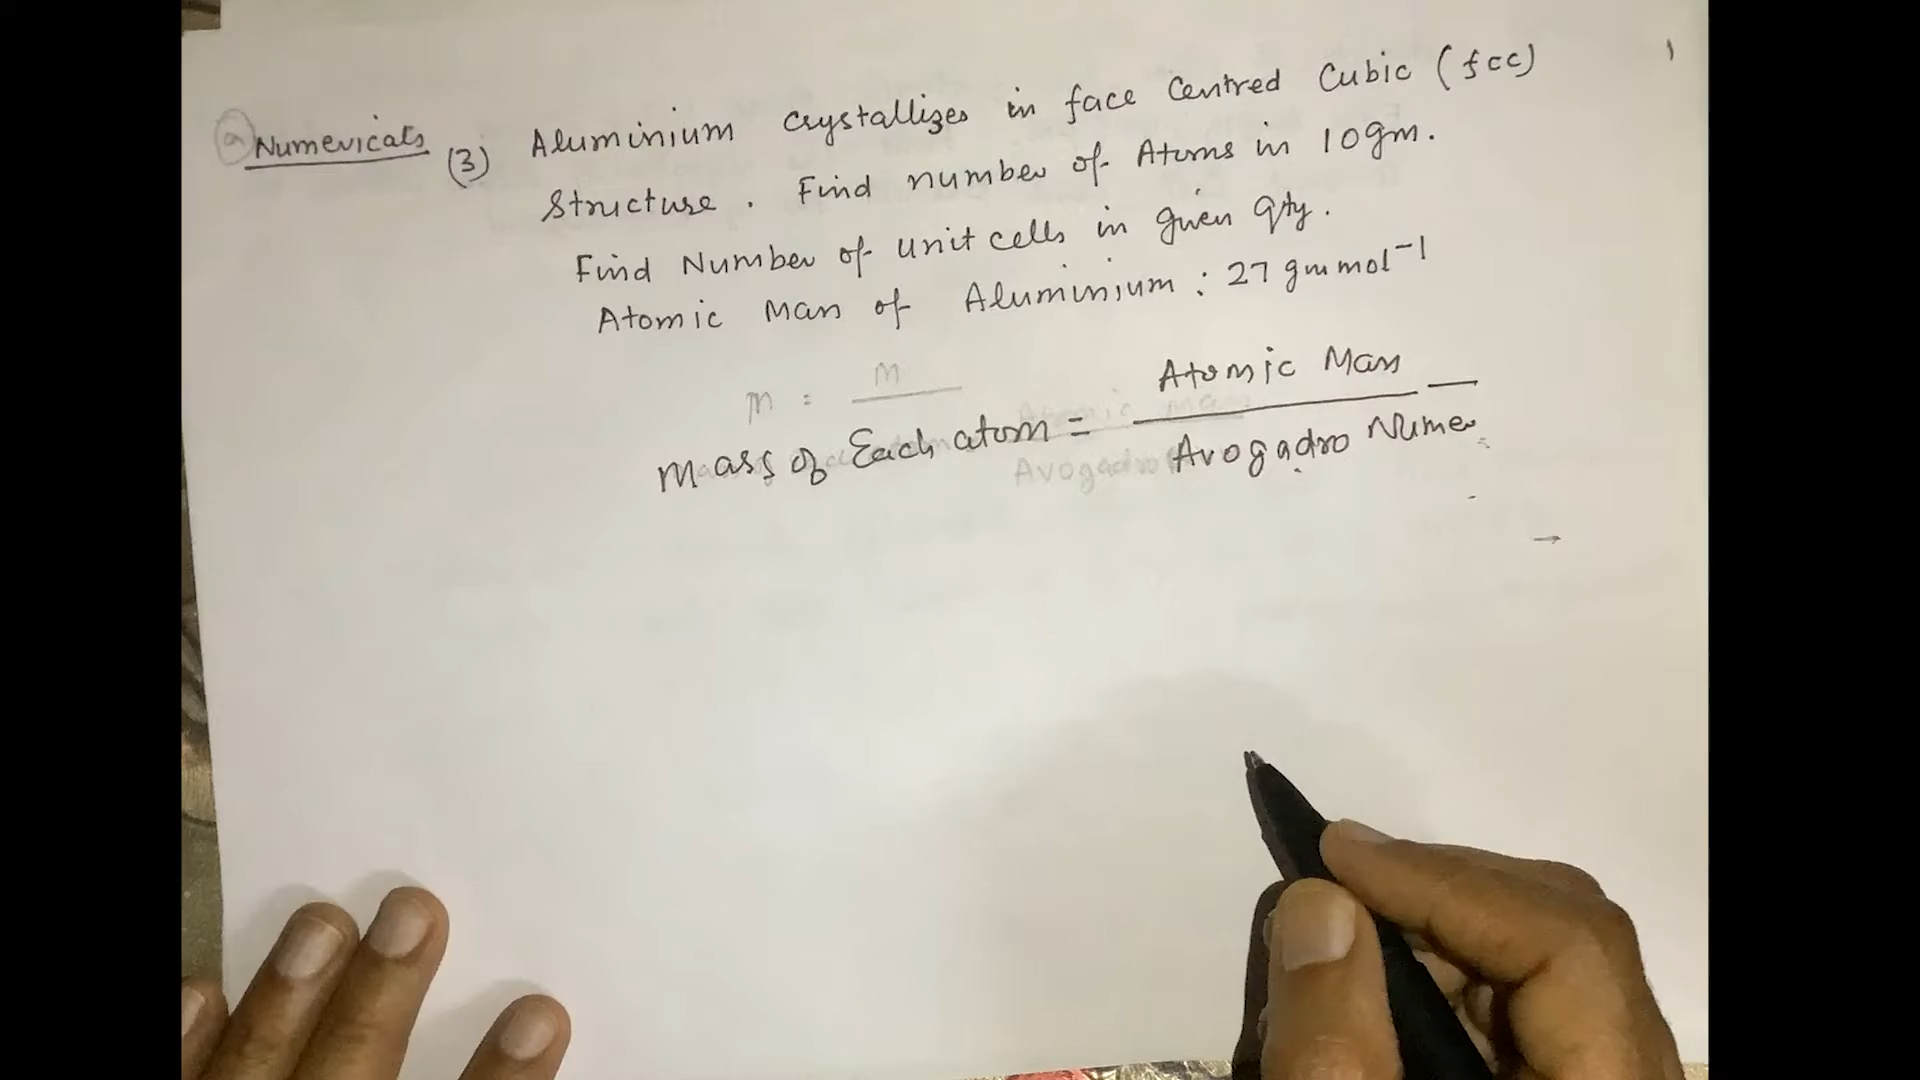 Numericals (3) Aluminium crystallizes in face Centred Cubic (fcc)
Structure. Find number of Atoms in 10gm.
Find Number of unit cells in given qty.
Atomic Mass of Aluminium : 27 gm mol⁻¹
m = M
Mass of Each atom = Atomic Mass
Avogadro Nume